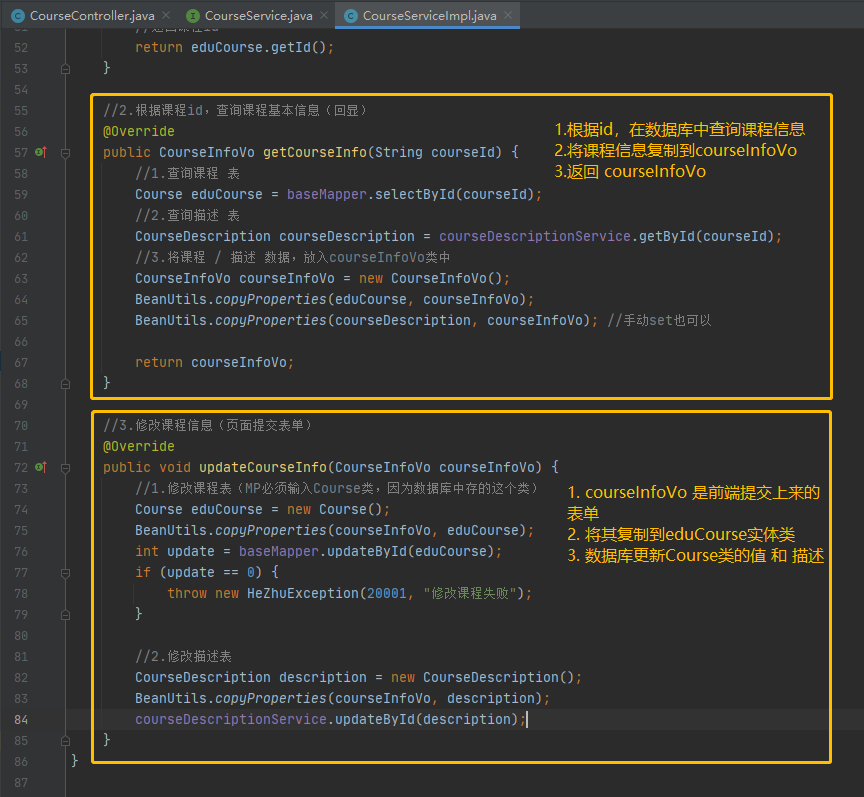 CourseController.java
CourseService.java
CourseServiceImpl.java
52 return eduCourse.getId();
53 }
54
55 //2.根据课程id，查询课程基本信息（回显）
56 @Override
57 public CourseInfoVo getCourseInfo(String courseId) {
58 //1.查询课程 表
59 Course eduCourse = baseMapper.selectById(courseId);
60 //2.查询描述 表
61 CourseDescription courseDescription = courseDescriptionService.getById(courseId);
62 //3.将课程 / 描述 数据，放入courseInfoVo类中
63 CourseInfoVo courseInfoVo = new CourseInfoVo();
64 BeanUtils.copyProperties(eduCourse, courseInfoVo);
65 BeanUtils.copyProperties(courseDescription, courseInfoVo); //手动set也可以
66
67 return courseInfoVo;
68 }
1.根据id，在数据库中查询课程信息
2.将课程信息复制到courseInfoVo
3.返回 courseInfoVo
69
70 //3.修改课程信息（页面提交表单）
71 @Override
72 public void updateCourseInfo(CourseInfoVo courseInfoVo) {
73 //1.修改课程表（MP必须输入Course类，因为数据库中存的这个类）
74 Course eduCourse = new Course();
75 BeanUtils.copyProperties(courseInfoVo, eduCourse);
76 int update = baseMapper.updateById(eduCourse);
77 if (update == 0) {
78 throw new HeZhuException(20001, "修改课程失败");
79 }
80
81 //2.修改描述表
82 CourseDescription description = new CourseDescription();
83 BeanUtils.copyProperties(courseInfoVo, description);
84 courseDescriptionService.updateById(description);
85 }
1. courseInfoVo 是前端提交上来的
表单
2. 将其复制到eduCourse实体类
3. 数据库更新Course类的值 和 描述
86 }
87